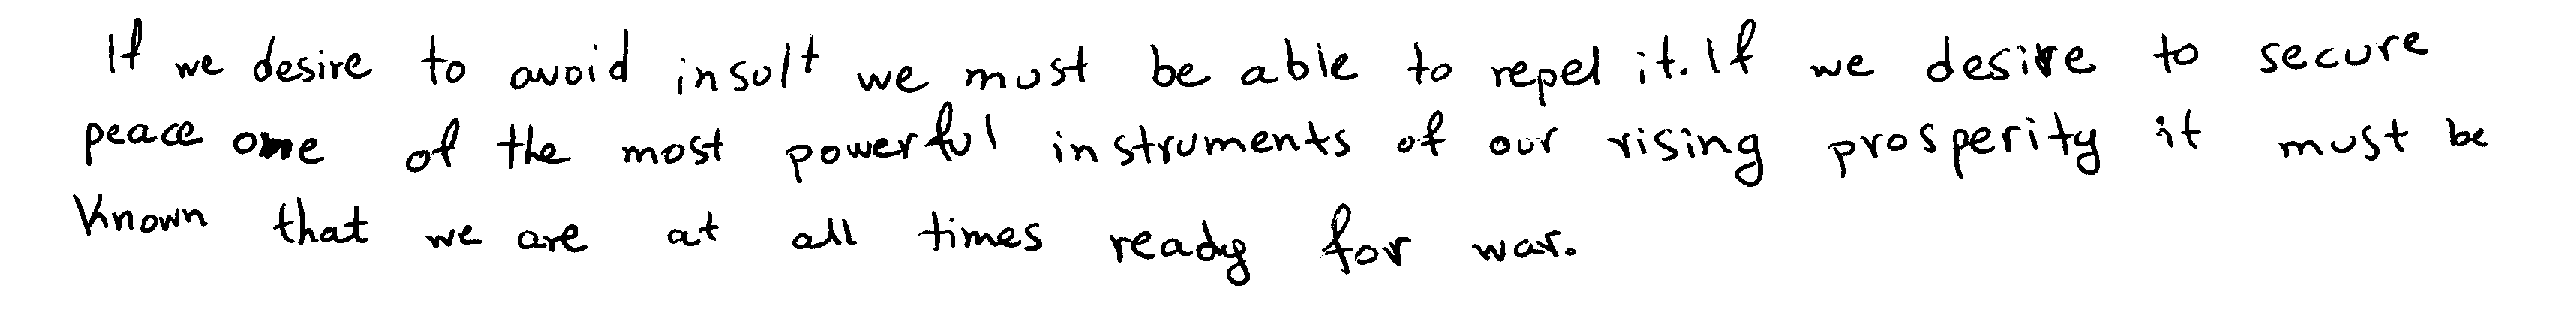 If we desire to avoid insult we must be able to repel it. If we desire to secure
peace one of the most powerful instruments of our rising prosperity it must be
known that we are at all times ready for war.